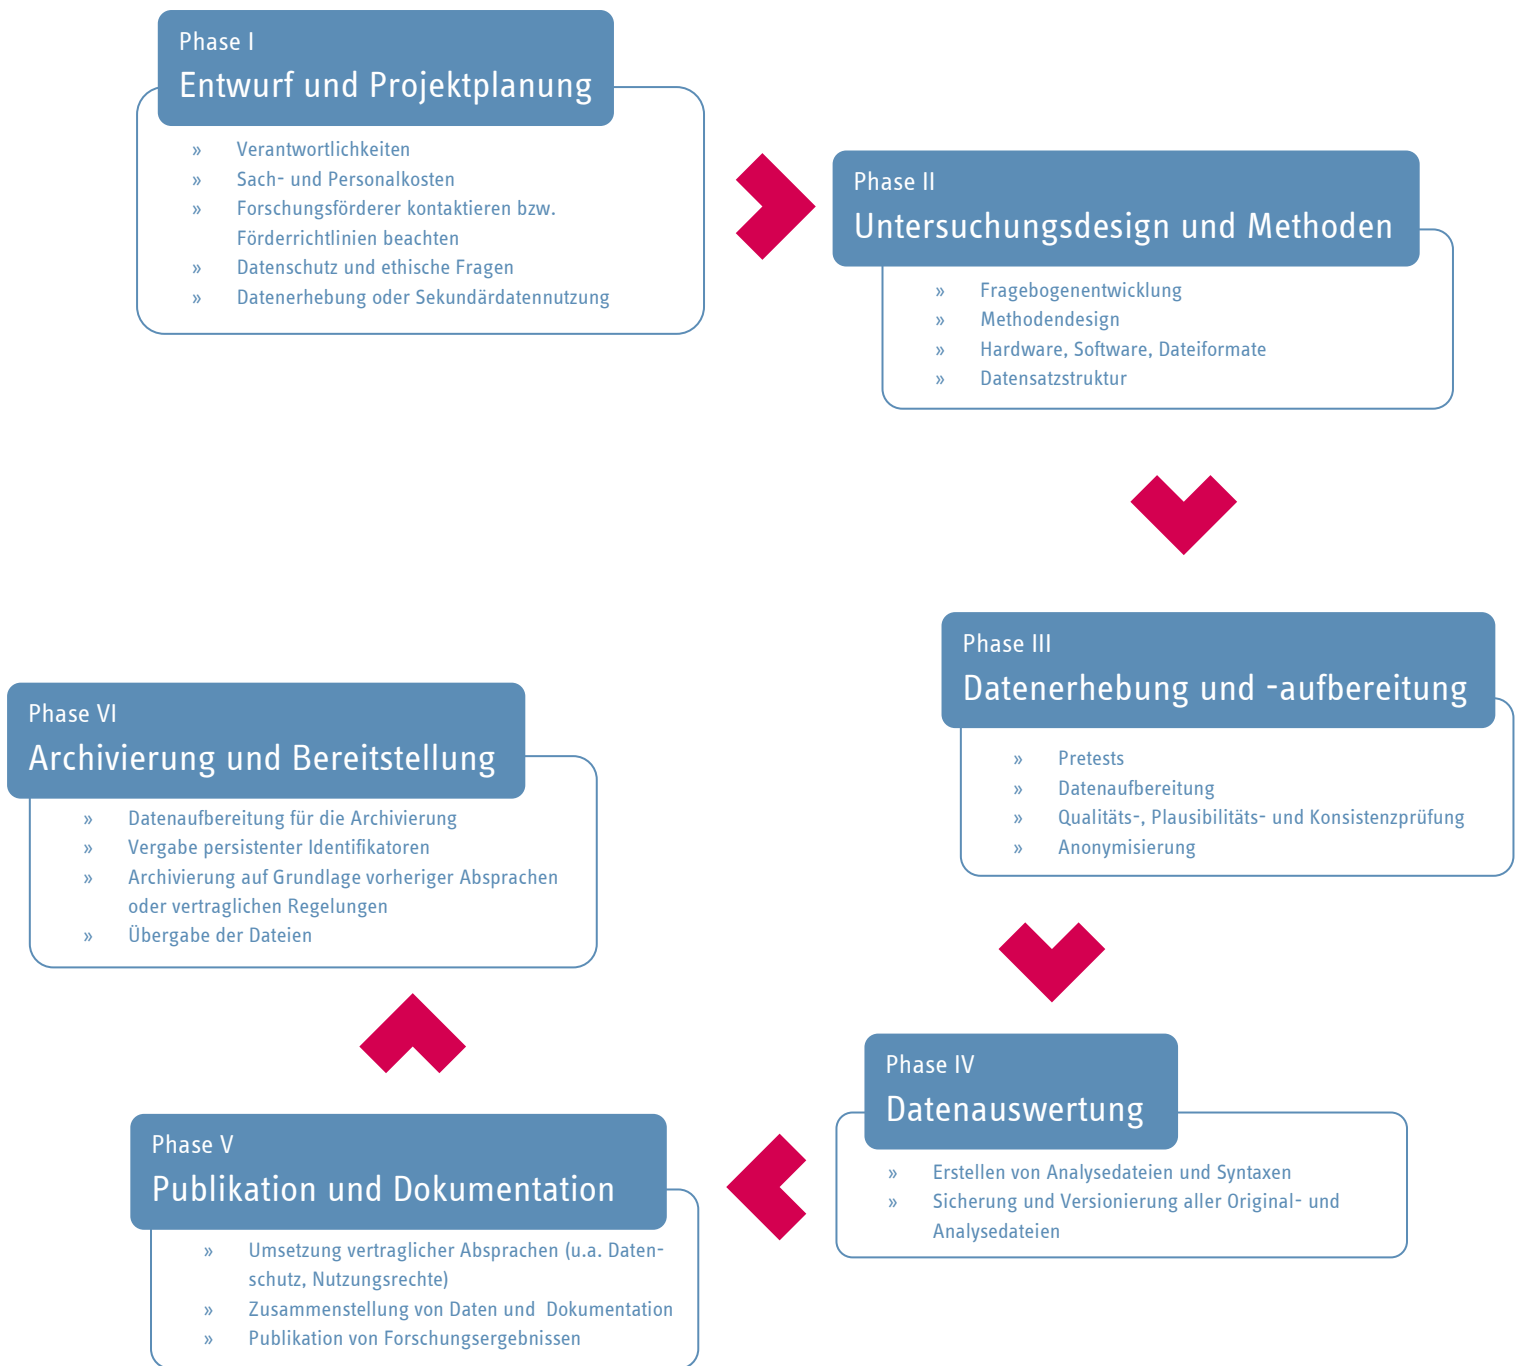 Phase I
Entwurf und Projektplanung
» Verantwortlichkeiten
» Sach- und Personalkosten
» Forschungsförderer kontaktieren bzw.
Förderrichtlinien beachten
» Datenschutz und ethische Fragen
» Datenerhebung oder Sekundärdatennutzung
Phase II
Untersuchungsdesign und Methoden
» Fragebogenentwicklung
» Methodendesign
» Hardware, Software, Dateiformate
» Datensatzstruktur
Phase III
Datenerhebung und -aufbereitung
» Pretests
» Datenaufbereitung
» Qualitäts-, Plausibilitäts- und Konsistenzprüfung
» Anonymisierung
Phase IV
Datenauswertung
» Erstellen von Analysedateien und Syntaxen
» Sicherung und Versionierung aller Original- und
Analysedateien
Phase V
Publikation und Dokumentation
» Umsetzung vertraglicher Absprachen (u.a. Daten-
schutz, Nutzungsrechte)
» Zusammenstellung von Daten und Dokumentation
» Publikation von Forschungsergebnissen
Phase VI
Archivierung und Bereitstellung
» Datenaufbereitung für die Archivierung
» Vergabe persistenter Identifikatoren
» Archivierung auf Grundlage vorheriger Absprachen
oder vertraglichen Regelungen
» Übergabe der Dateien